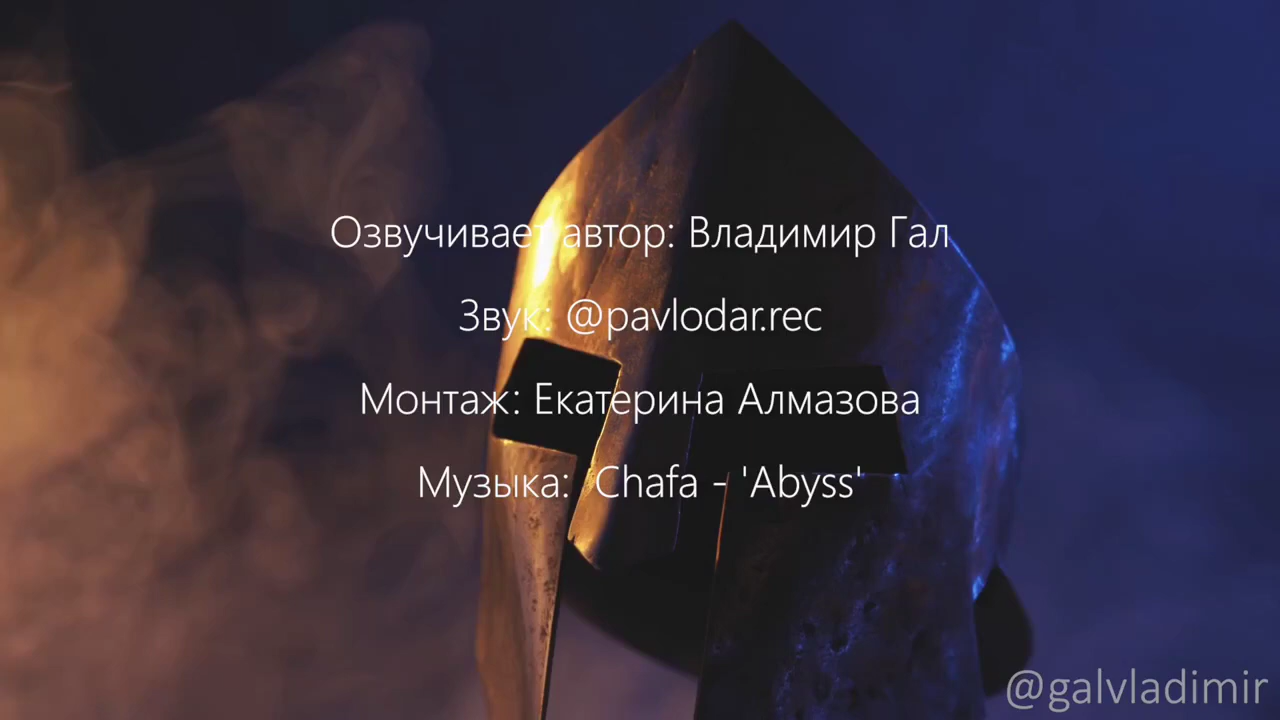 Озвучивает автор: Владимир Гал
Звук: @pavlodar.rec
Монтаж: Екатерина Алмазова
Музыка: Chafa - 'Abyss'
@galvladimir